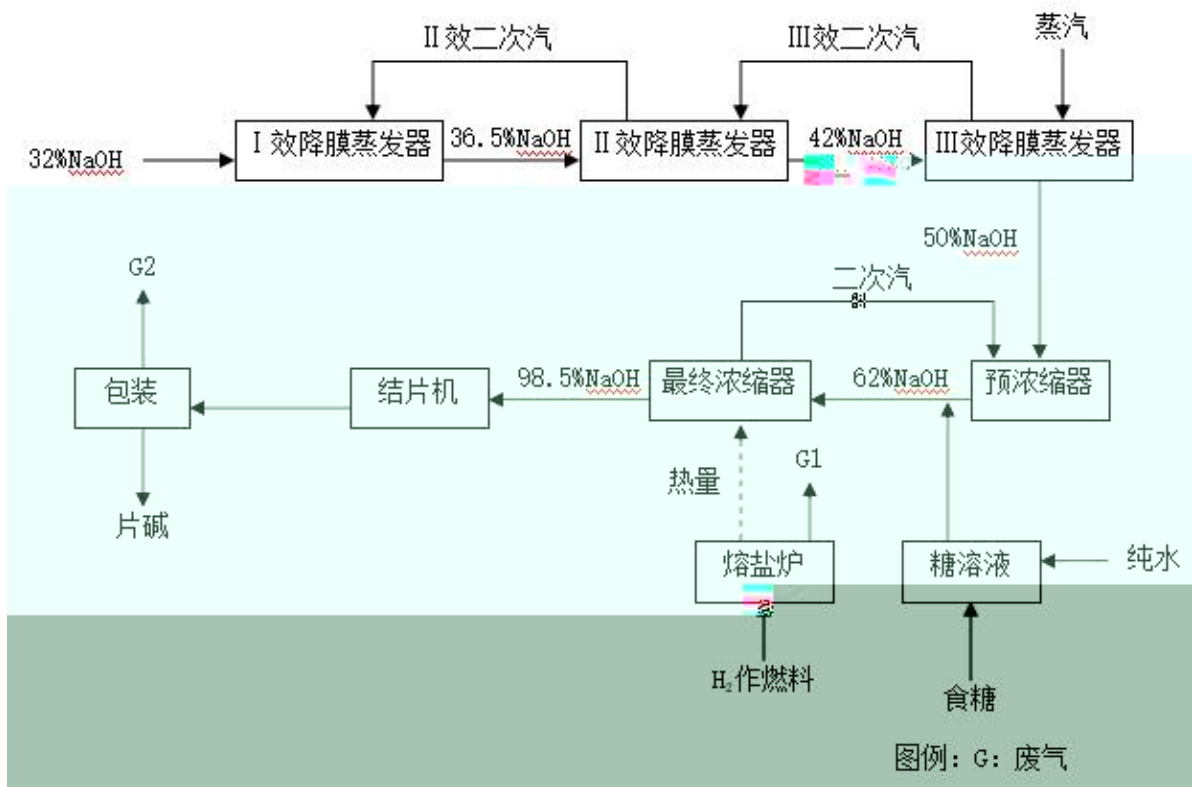 II效二次汽
III效二次汽
蒸汽
32%NaOH
I效降膜蒸发器
36.5%NaOH
II效降膜蒸发器
42%NaOH
III效降膜蒸发器
50%NaOH
G2
二次汽
包装
结片机
98.5%NaOH
最终浓缩器
62%NaOH
预浓缩器
热量
G1
片碱
熔盐炉
糖溶液
纯水
H₂作燃料
食糖
图例：G：废气